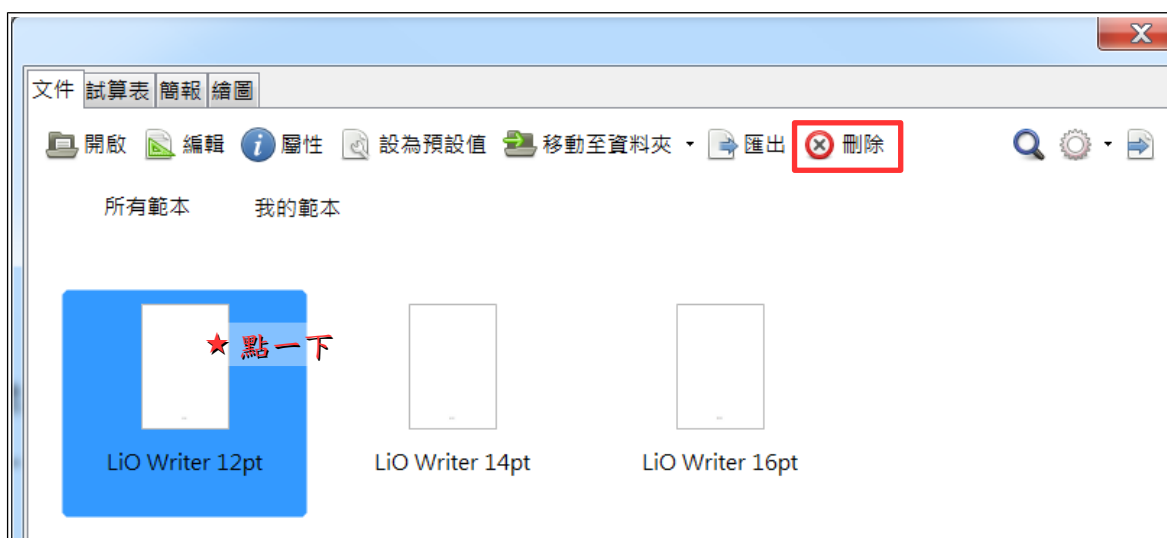 文件 試算表 簡報 繪圖
開啟 編輯 屬性 設為預設值 移動至資料夾 匯出 刪除
所有範本 我的範本
★ 點一下
LiO Writer 12pt LiO Writer 14pt LiO Writer 16pt